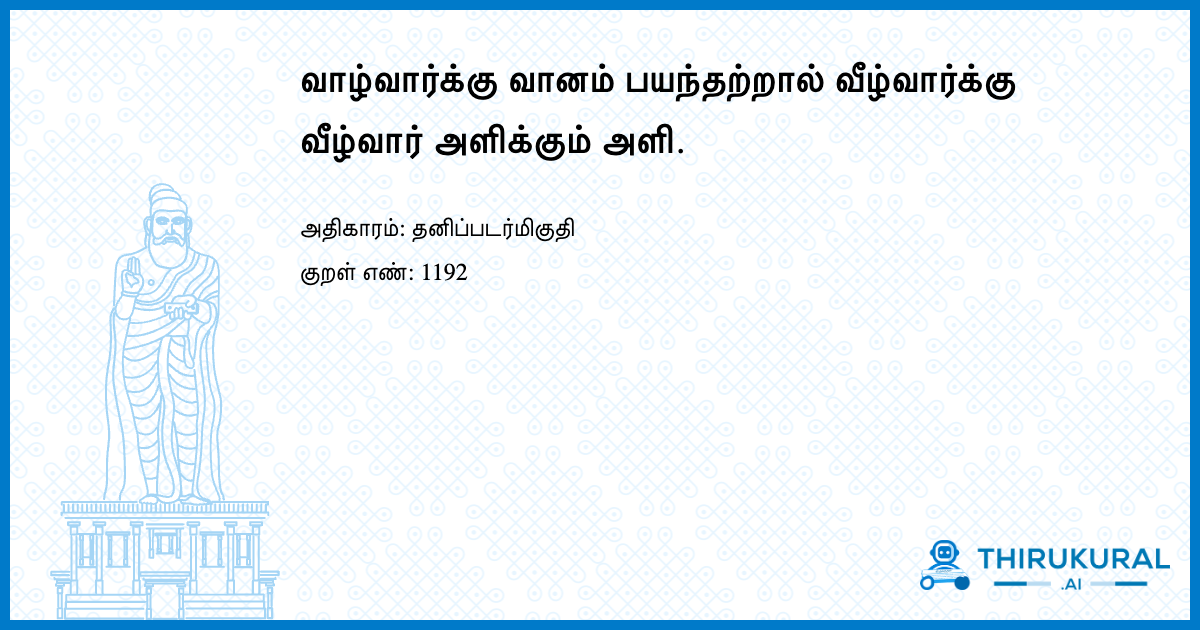 வாழ்வார்க்கு வானம் பயந்தற்றால் வீழ்வார்க்கு
வீழ்வார் அளிக்கும் அளி.
அதிகாரம்: தனிப்படர்மிகுதி
குறள் எண்: 1192
THIRUKURAL
.AI